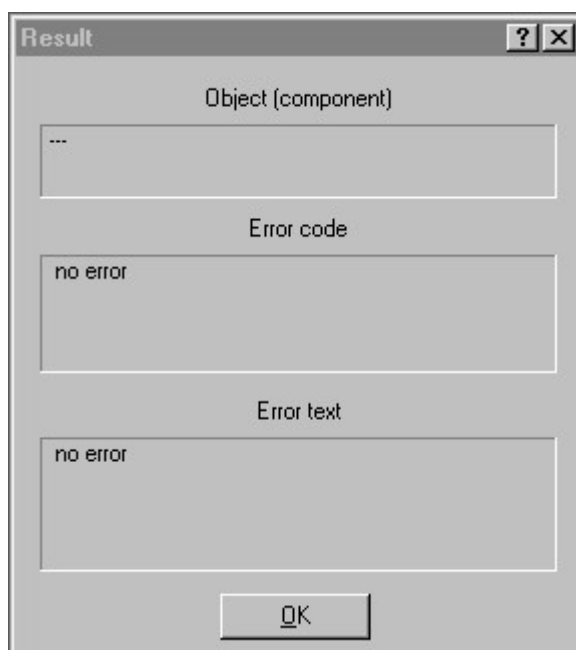 Result
Object (component)
---
Error code
no error
Error text
no error
OK